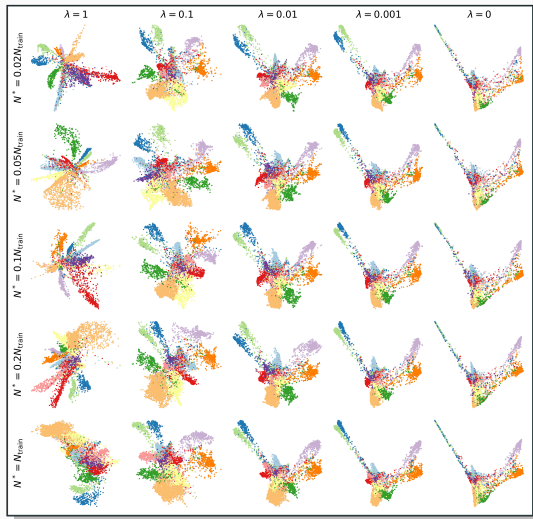 λ = 1 λ = 0.1 λ = 0.01 λ = 0.001 λ = 0
N* = 0.02N_train
N* = 0.05N_train
N* = 0.1N_train
N* = 0.2N_train
N* = N_train